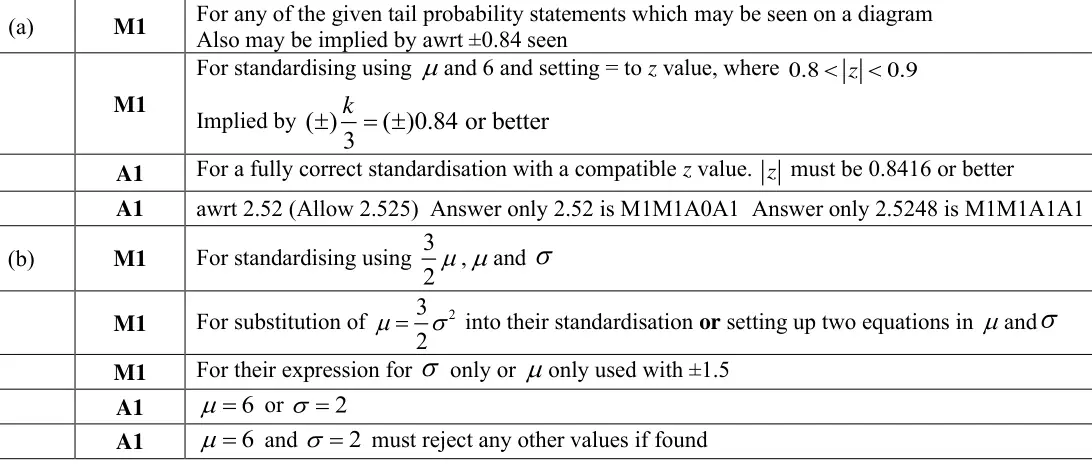 (a) M1 For any of the given tail probability statements which may be seen on a diagram
Also may be implied by awrt ±0.84 seen
M1 For standardising using μ and 6 and setting = to z value, where 0.8 < |z| < 0.9
Implied by (±) k/3 = (±)0.84 or better
A1 For a fully correct standardisation with a compatible z value. |z| must be 0.8416 or better
A1 awrt 2.52 (Allow 2.525) Answer only 2.52 is M1M1A0A1 Answer only 2.5248 is M1M1A1A1
(b) M1 For standardising using 3/2 μ , μ and σ
M1 For substitution of μ = 3/2 σ² into their standardisation or setting up two equations in μ and σ
M1 For their expression for σ only or μ only used with ±1.5
A1 μ = 6 or σ = 2
A1 μ = 6 and σ = 2 must reject any other values if found